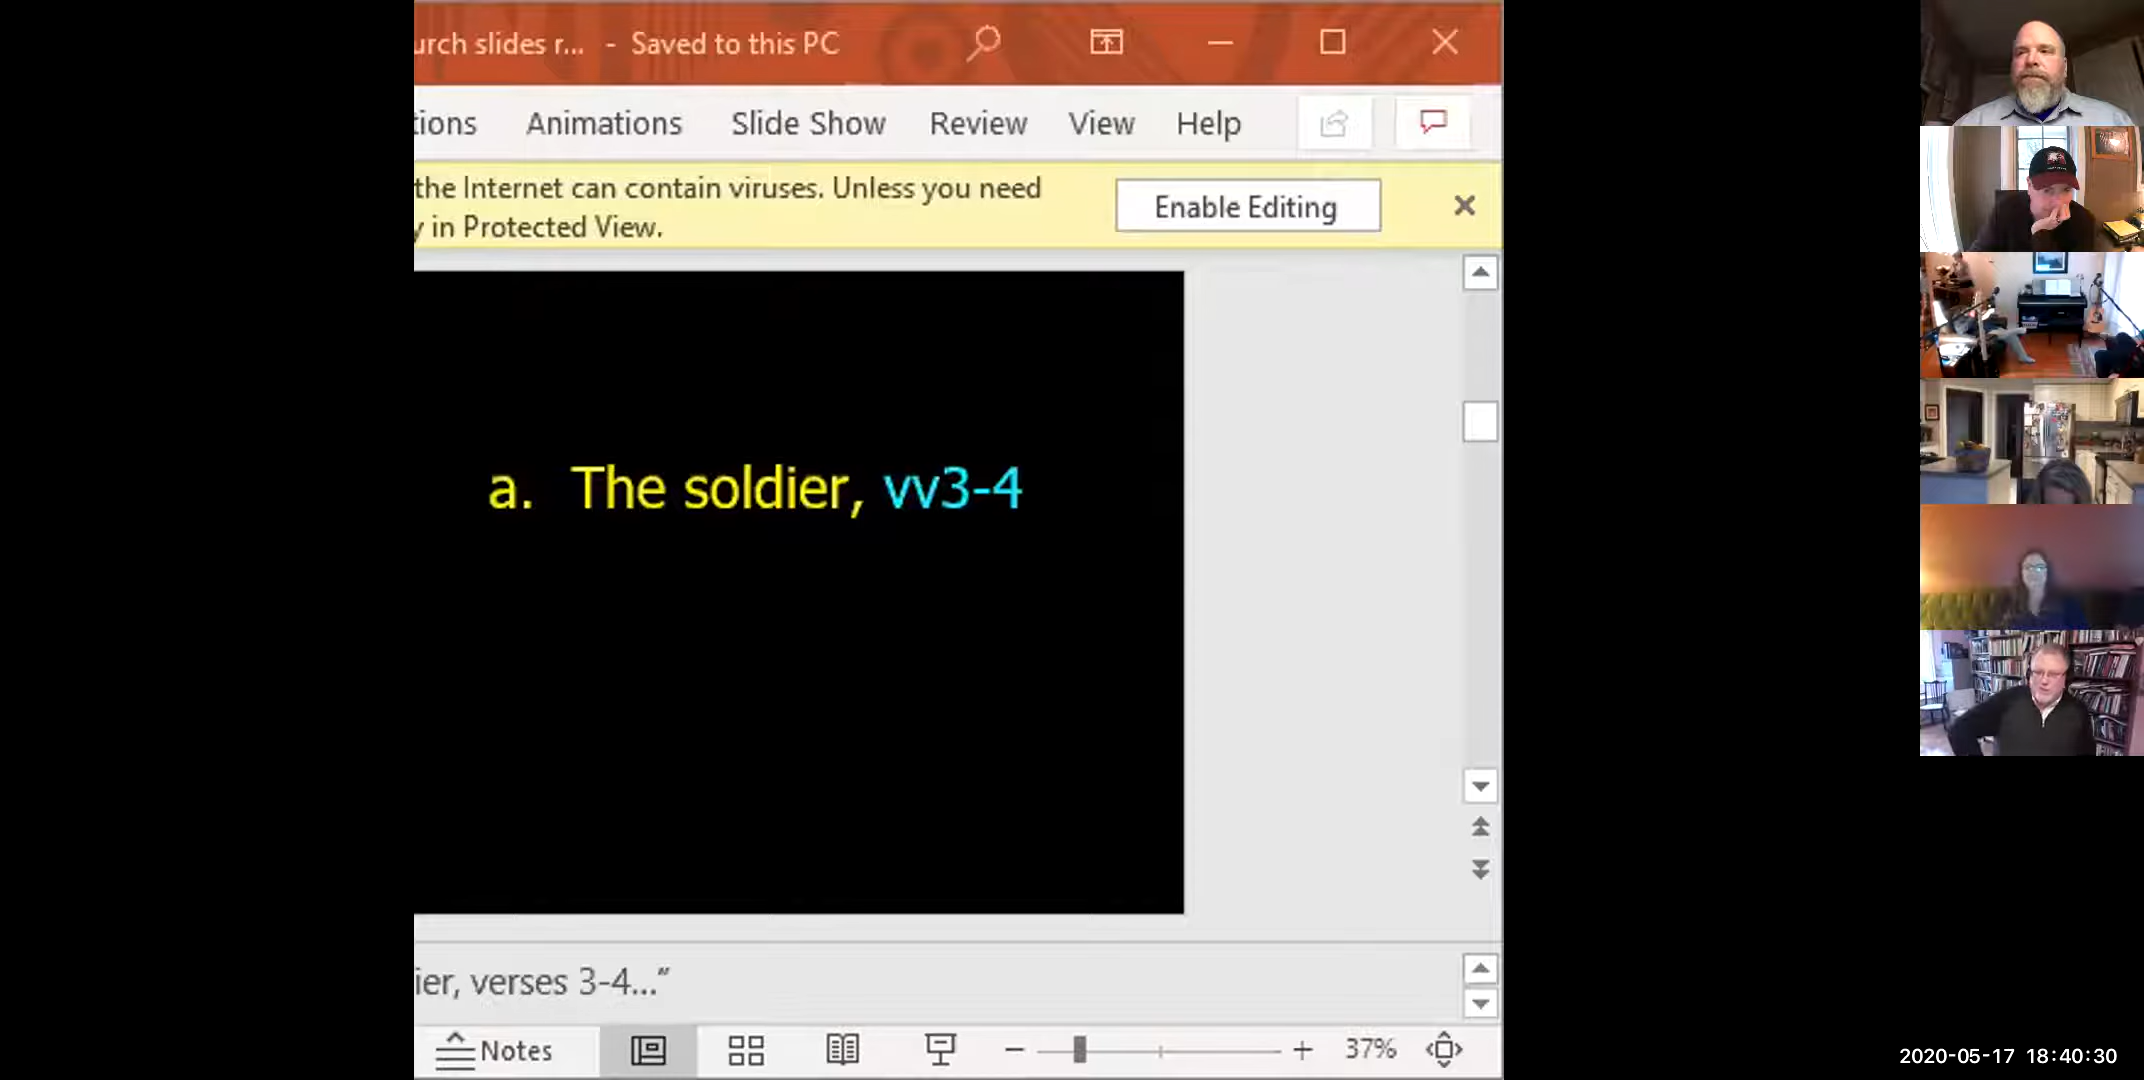 urch slides r... - Saved to this PC
tions Animations Slide Show Review View Help
the Internet can contain viruses. Unless you need
y in Protected View.
Enable Editing
a. The soldier, vv3-4
ier, verses 3-4...”
Notes
37%
2020-05-17 18:40:30